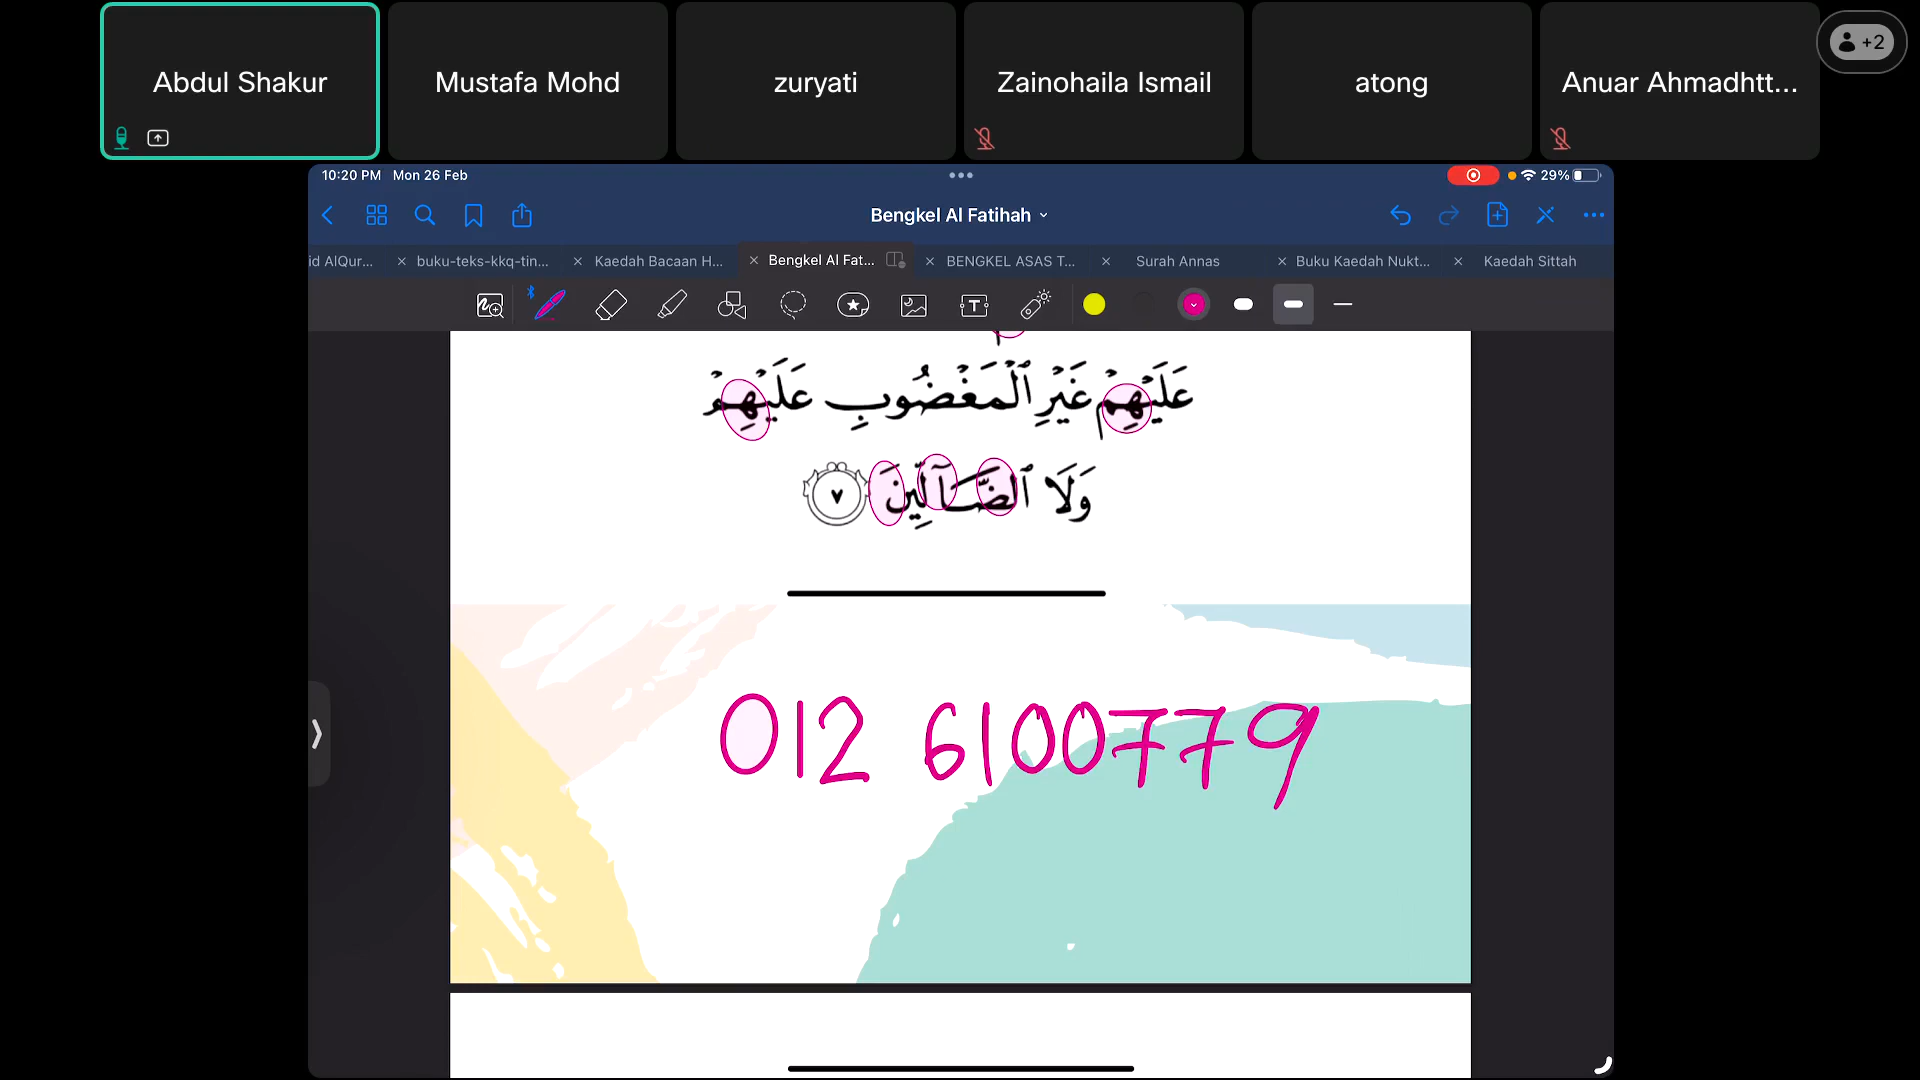 Abdul Shakur
Mustafa Mohd
zuryati
Zainohaila Ismail
atong
Anuar Ahmadhtt...
+2
10:20 PM Mon 26 Feb
29%
Bengkel Al Fatihah
id AlQur...
buku-teks-kkq-tin...
Kaedah Bacaan H...
Bengkel Al Fat...
BENGKEL ASAS T...
Surah Annas
Buku Kaedah Nukt...
Kaedah Sittah
عَلَيْهِمْ غَيْرِ ٱلْمَغْضُوبِ عَلَيْهِمْ
وَلَا ٱلضَّآلِّينَ ٧
012 6100779